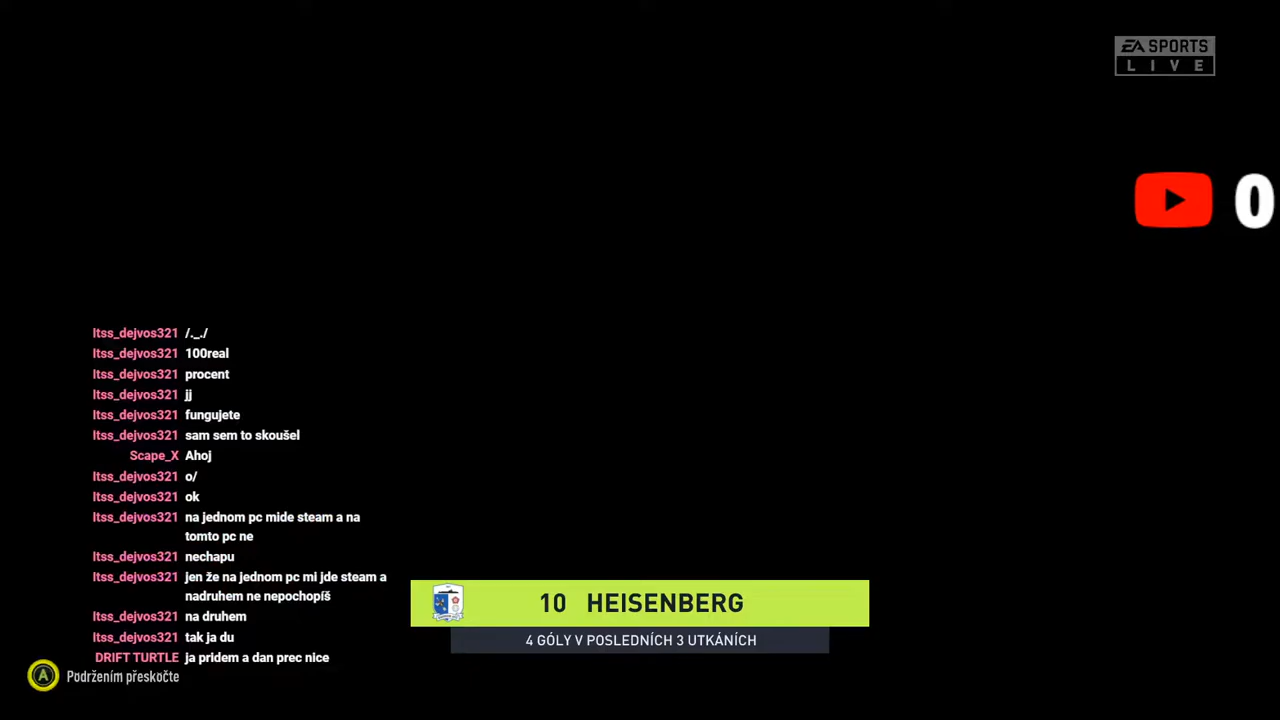 EA SPORTS
LIVE
0
Itss_dejvos321 /._./
Itss_dejvos321 100real
Itss_dejvos321 procent
Itss_dejvos321 jj
Itss_dejvos321 fungujete
Itss_dejvos321 sam sem to skoušel
Scape_X Ahoj
Itss_dejvos321 o/
Itss_dejvos321 ok
Itss_dejvos321 na jednom pc mide steam a na
tomto pc ne
Itss_dejvos321 nechapu
Itss_dejvos321 jen že na jednom pc mi jde steam a
nadruhem ne nepochopíš
Itss_dejvos321 na druhem
Itss_dejvos321 tak ja du
DRIFT TURTLE ja pridem a dan prec nice
10 HEISENBERG
4 GÓLY V POSLEDNÍCH 3 UTKÁNÍCH
A Podržením přeskočte